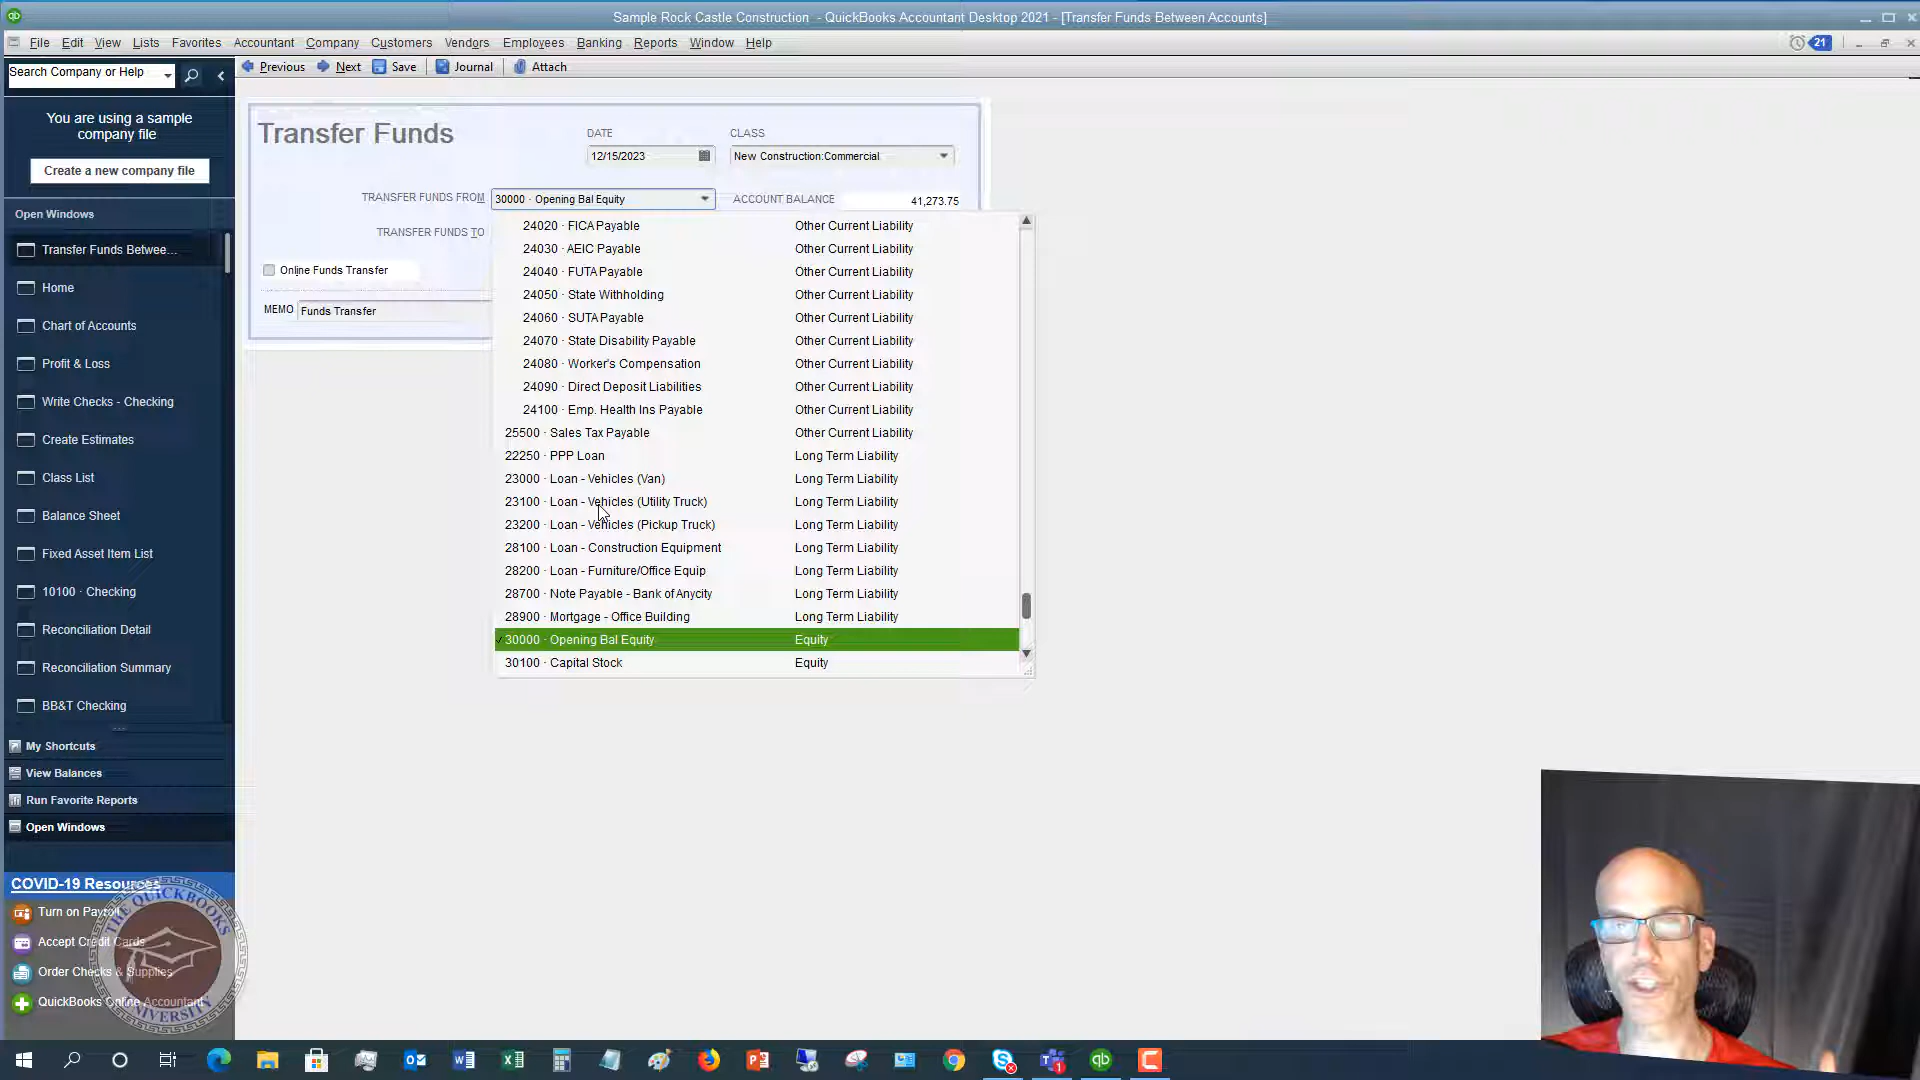 Sample Rock Castle Construction - QuickBooks Accountant Desktop 2021 - [Transfer Funds Between Accounts]
File Edit View Lists Favorites Accountant Company Customers Vendors Employees Banking Reports Window Help
21
Search Company or Help
Previous Next Save Journal Attach
You are using a sample
company file
Create a new company file
Open Windows
Transfer Funds Betwee...
Home
Chart of Accounts
Profit & Loss
Write Checks - Checking
Create Estimates
Class List
Balance Sheet
Fixed Asset Item List
10100 · Checking
Reconciliation Detail
Reconciliation Summary
BB&T Checking
My Shortcuts
View Balances
Run Favorite Reports
Open Windows
COVID-19 Resources
Turn on Payroll
Accept Credit Cards
Order Checks & Supplies
QuickBooks Online Accountant
THE QUICKBOOKS UNIVERSITY
Transfer Funds
DATE
12/15/2023
CLASS
New Construction:Commercial
TRANSFER FUNDS FROM 30000 · Opening Bal Equity ACCOUNT BALANCE 41,273.75
TRANSFER FUNDS TO
Online Funds Transfer
MEMO Funds Transfer
24020 · FICA Payable Other Current Liability
24030 · AEIC Payable Other Current Liability
24040 · FUTA Payable Other Current Liability
24050 · State Withholding Other Current Liability
24060 · SUTA Payable Other Current Liability
24070 · State Disability Payable Other Current Liability
24080 · Worker's Compensation Other Current Liability
24090 · Direct Deposit Liabilities Other Current Liability
24100 · Emp. Health Ins Payable Other Current Liability
25500 · Sales Tax Payable Other Current Liability
22250 · PPP Loan Long Term Liability
23000 · Loan - Vehicles (Van) Long Term Liability
23100 · Loan - Vehicles (Utility Truck) Long Term Liability
23200 · Loan - Vehicles (Pickup Truck) Long Term Liability
28100 · Loan - Construction Equipment Long Term Liability
28200 · Loan - Furniture/Office Equip Long Term Liability
28700 · Note Payable - Bank of Anycity Long Term Liability
28900 · Mortgage - Office Building Long Term Liability
30000 · Opening Bal Equity Equity
30100 · Capital Stock Equity